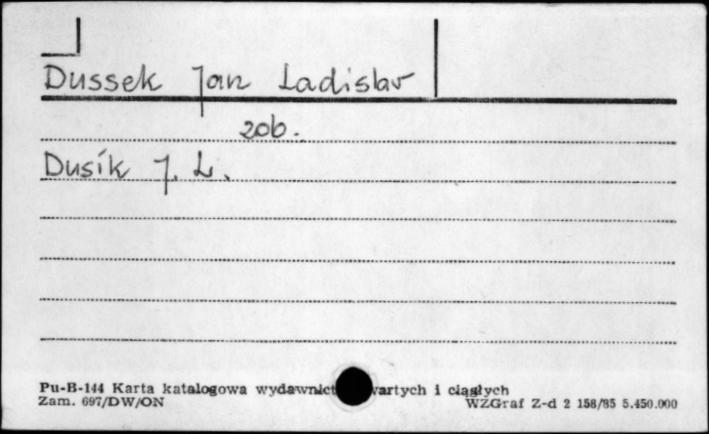 Dussek Jan Ladislav
zob.
Dusík J. L.
Pu-B-144 Karta katalogowa wydawnict wartych i ciągłych
Zam. 697/DW/ON WZGraf Z-d 2 158/85 5.450.000